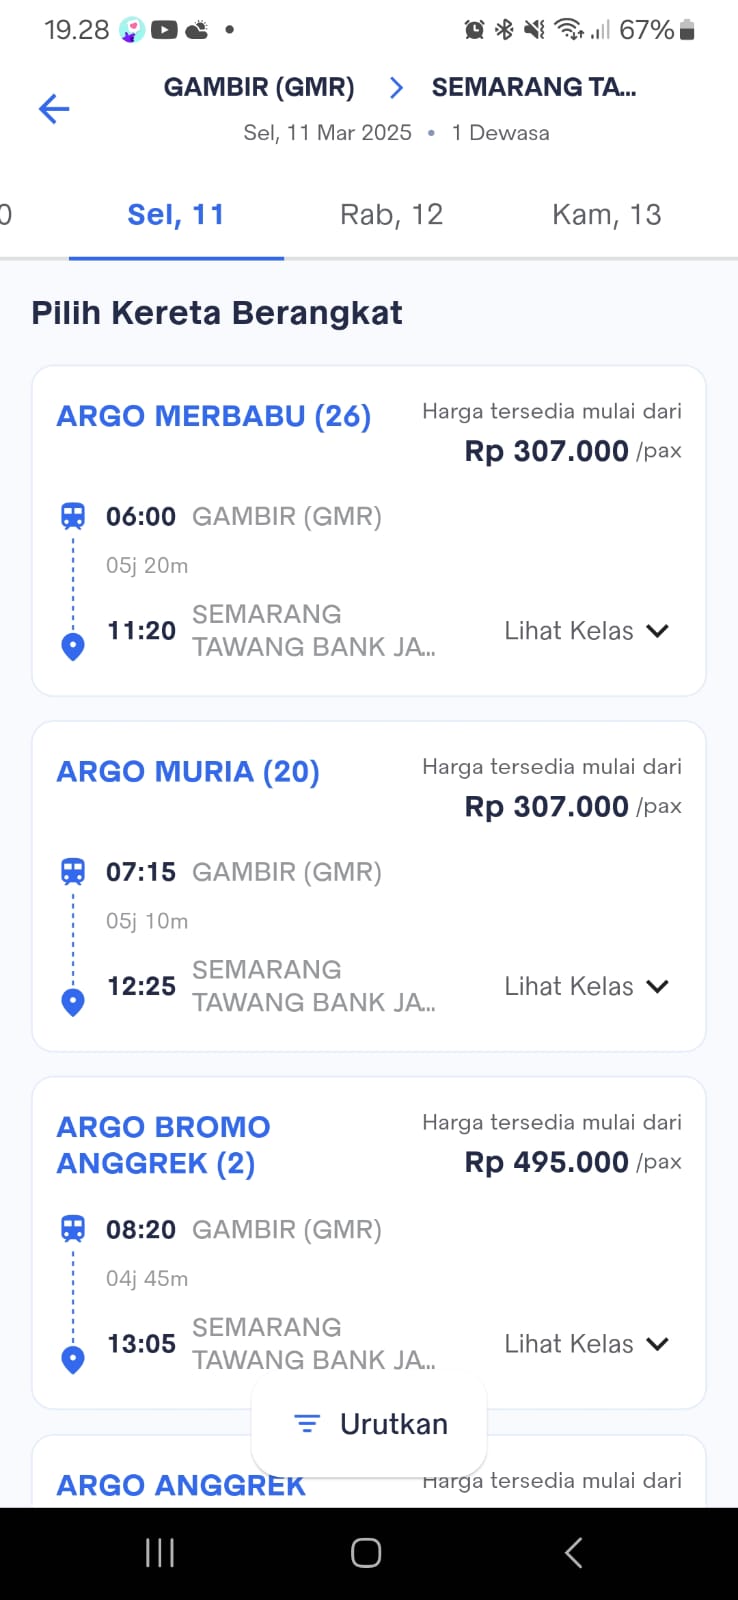 19.28 67%
GAMBIR (GMR) SEMARANG TA...
Sel, 11 Mar 2025 • 1 Dewasa
0 Sel, 11 Rab, 12 Kam, 13
Pilih Kereta Berangkat
ARGO MERBABU (26)
Harga tersedia mulai dari
Rp 307.000 /pax
06:00 GAMBIR (GMR)
05j 20m
11:20 SEMARANG
TAWANG BANK JA...
Lihat Kelas
ARGO MURIA (20)
Harga tersedia mulai dari
Rp 307.000 /pax
07:15 GAMBIR (GMR)
05j 10m
12:25 SEMARANG
TAWANG BANK JA...
Lihat Kelas
ARGO BROMO
ANGGREK (2)
Harga tersedia mulai dari
Rp 495.000 /pax
08:20 GAMBIR (GMR)
04j 45m
13:05 SEMARANG
TAWANG BANK JA...
Lihat Kelas
Urutkan
ARGO ANGGREK
Harga tersedia mulai dari